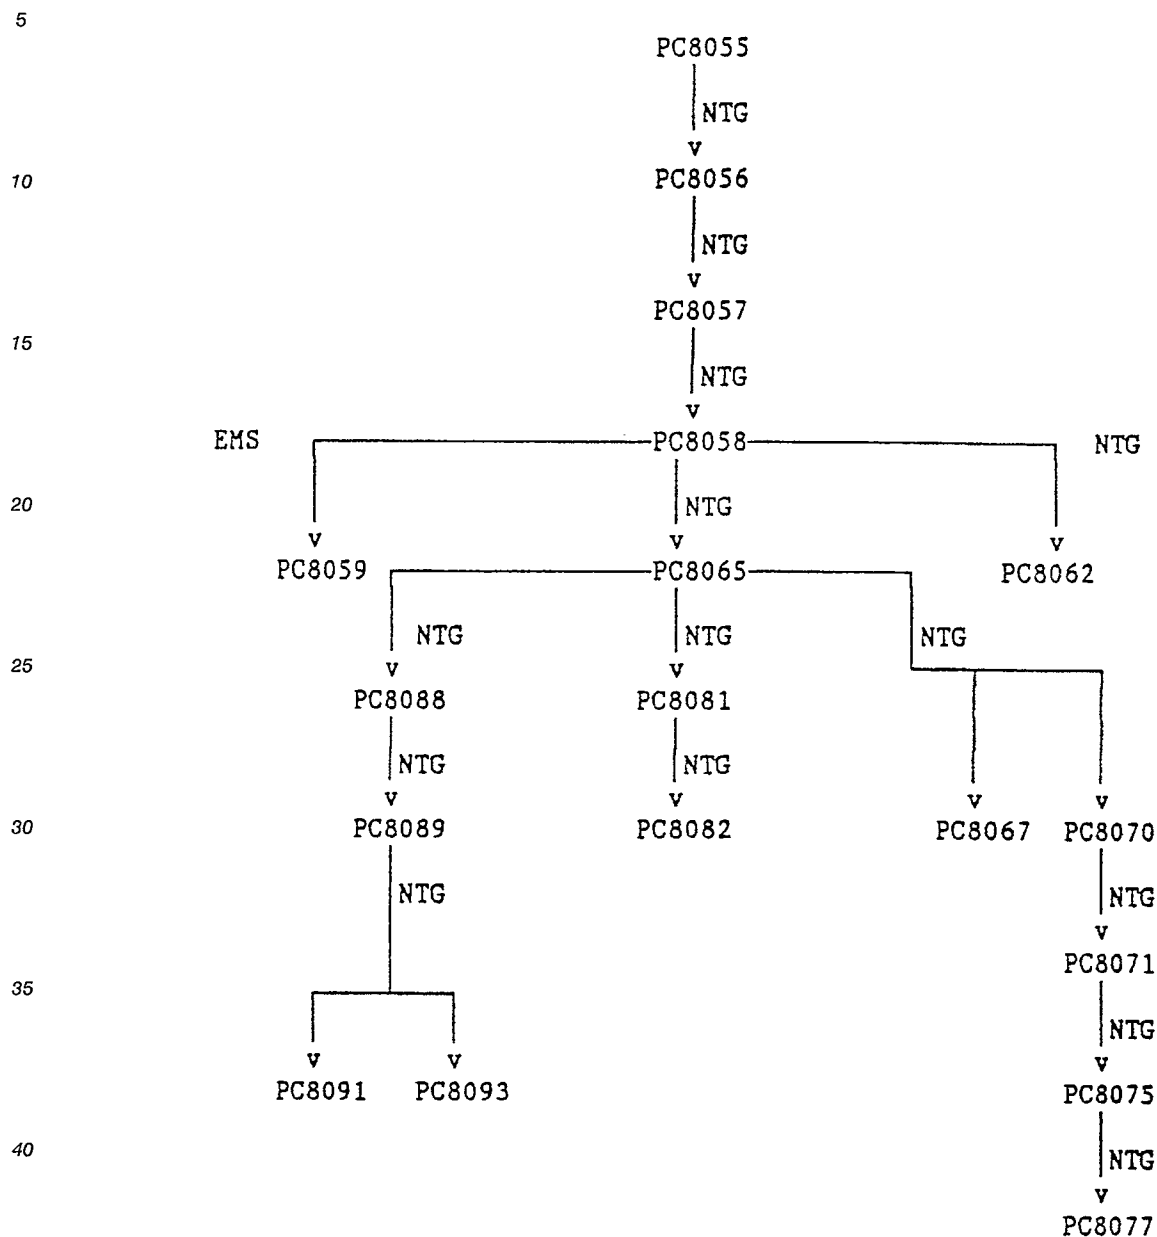 5
PC8055
NTG
10
PC8056
NTG
PC8057
15
NTG
EMS PC8058 NTG
20
NTG
PC8059 PC8065 PC8062
NTG NTG NTG
25
PC8088 PC8081
NTG NTG
30
PC8089 PC8082 PC8067 PC8070
NTG NTG
PC8071
35
NTG
PC8091 PC8093 PC8075
40
NTG
PC8077